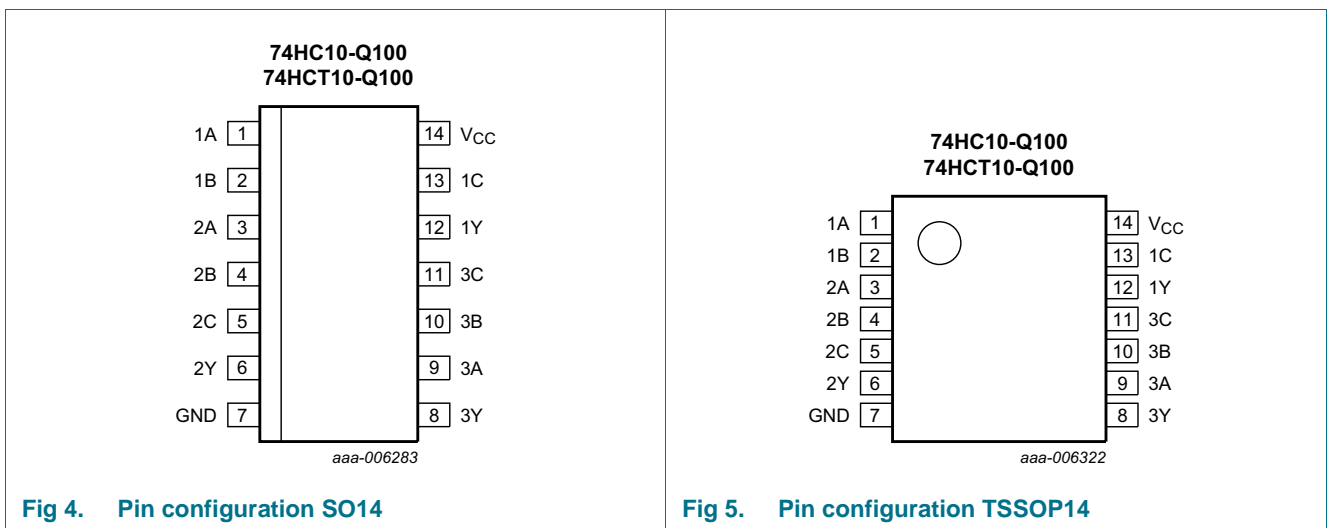 74HC10-Q100
74HCT10-Q100
1A 1 14 VCC
1B 2 13 1C
2A 3 12 1Y
2B 4 11 3C
2C 5 10 3B
2Y 6 9 3A
GND 7 8 3Y
aaa-006283
Fig 4. Pin configuration SO14
74HC10-Q100
74HCT10-Q100
1A 1 14 VCC
1B 2 13 1C
2A 3 12 1Y
2B 4 11 3C
2C 5 10 3B
2Y 6 9 3A
GND 7 8 3Y
aaa-006322
Fig 5. Pin configuration TSSOP14